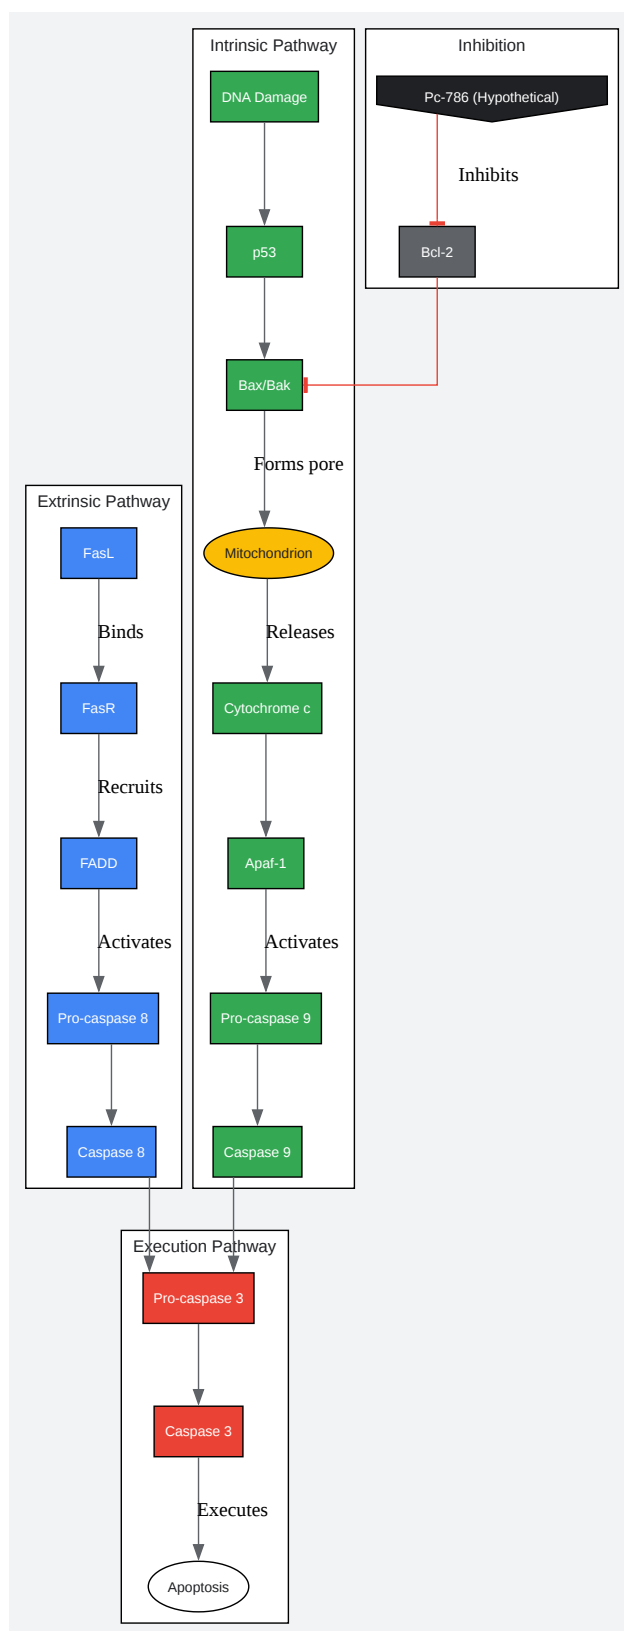 Intrinsic Pathway
DNA Damage
p53
Bax/Bak
Forms pore
Mitochondrion
Releases
Cytochrome c
Apaf-1
Activates
Pro-caspase 9
Caspase 9
Inhibition
Pc-786 (Hypothetical)
Inhibits
Bcl-2
Extrinsic Pathway
FasL
Binds
FasR
Recruits
FADD
Activates
Pro-caspase 8
Caspase 8
Execution Pathway
Pro-caspase 3
Caspase 3
Executes
Apoptosis